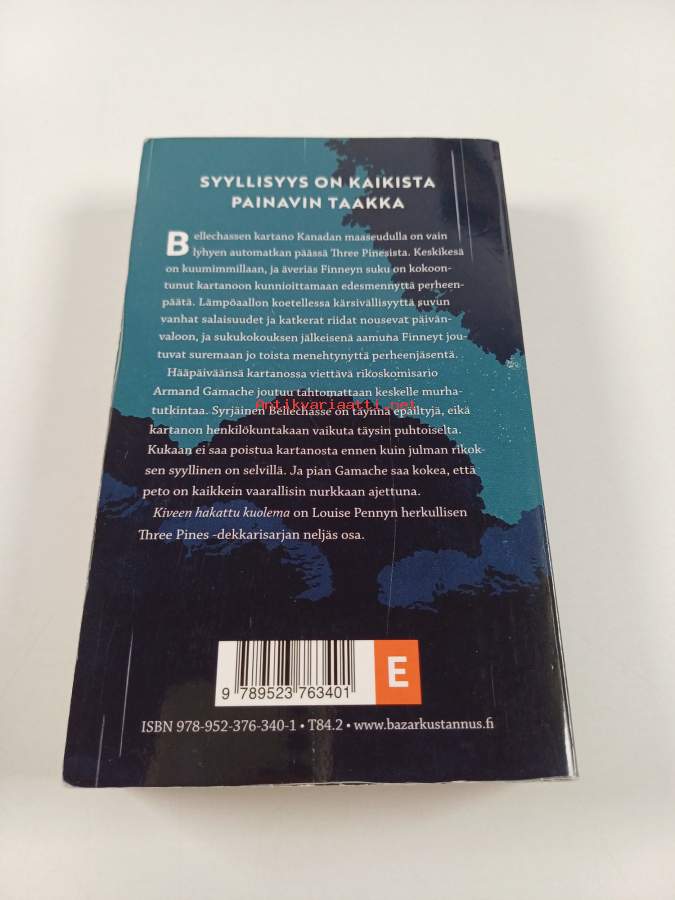 SYYLLISYYS ON KAIKISTA
PAINAVIN TAAKKA
Bellechassen kartano Kanadan maaseudulla on vain
lyhyen automatkan päässä Three Pinesista. Keskikesä
on kuumimmillaan, ja äveriäs Finneyn suku on kokoon-
tunut kartanoon kunnioittamaan edesmennyttä perheen-
päätä. Lämpöaallon koetellessa kärsivällisyyttä suvun
vanhat salaisuudet ja katkerat riidat nousevat päivän-
valoon, ja sukukokouksen jälkeisenä aamuna Finneyt jou-
tuvat suremaan jo toista menehtynyttä perheenjäsentä.
Hääpäiväänsä kartanossa viettävä rikoskomisario
Armand Gamache joutuu tahtomattaan keskelle murha-
Antikvariaatti.net
tutkintaa. Syrjäinen Bellechasse on täynnä epäiltyjä, eikä
kartanon henkilökuntakaan vaikuta täysin puhtoiselta.
Kukaan ei saa poistua kartanosta ennen kuin julman rikok-
sen syyllinen on selvillä. Ja pian Gamache saa kokea, että
peto on kaikkein vaarallisin nurkkaan ajettuna.
Kiveen hakattu kuolema on Louise Pennyn herkullisen
Three Pines -dekkarisarjan neljäs osa.
E
9 789523 763401
ISBN 978-952-376-340-1 • T84.2 • www.bazarkustannus.fi